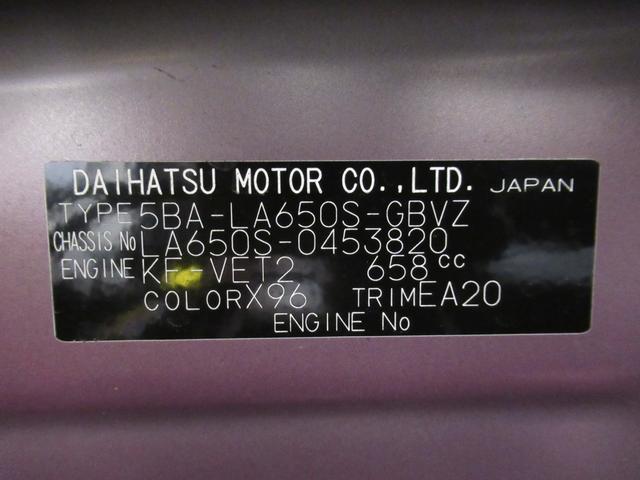 DAIHATSU MOTOR CO.,LTD. JAPAN
TYPE 5BA-LA650S-GBVZ
CHASSIS No LA650S-0453820
ENGINE KF-VET2 658cc
COLOR X96 TRIM EA20
ENGINE No